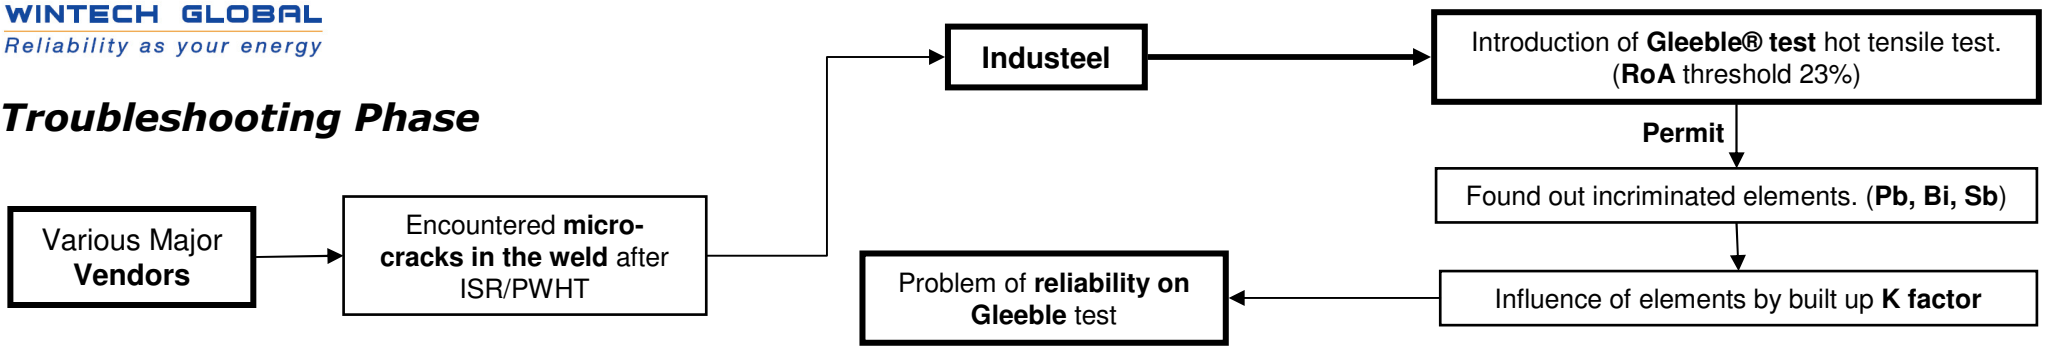 WINTECH GLOBAL
Reliability as your energy
Troubleshooting Phase
Various Major
Vendors
Encountered micro-
cracks in the weld after
ISR/PWHT
Industeel
Introduction of Gleeble® test hot tensile test.
(RoA threshold 23%)
Permit
Found out incriminated elements. (Pb, Bi, Sb)
Influence of elements by built up K factor
Problem of reliability on
Gleeble test